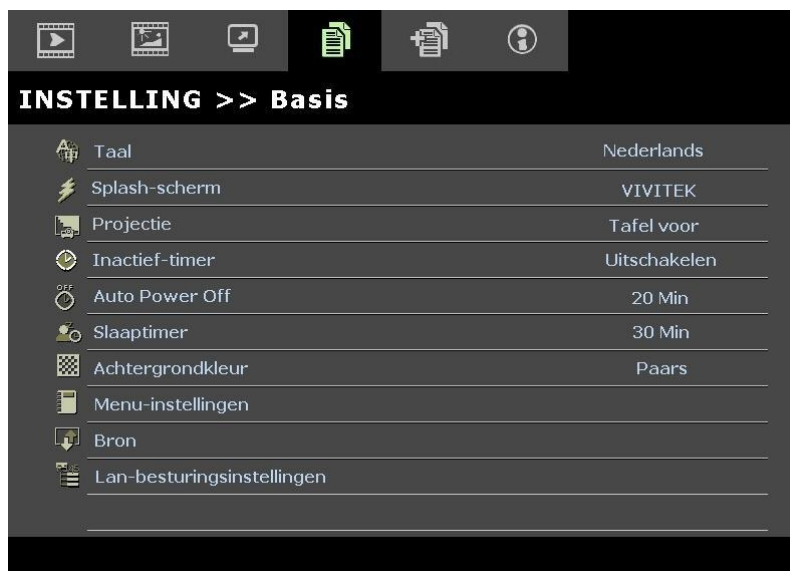 INSTELLING >> Basis
Taal Nederlands
Splash-scherm VIVITEK
Projectie Tafel voor
Inactief-timer Uitschakelen
OFF
Auto Power Off 20 Min
Slaaptimer 30 Min
Achtergrondkleur Paars
Menu-instellingen
Bron
Lan-besturingsinstellingen